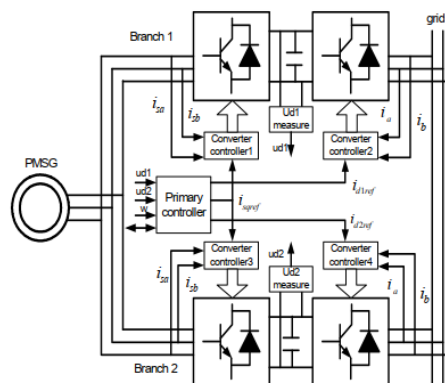 grid
Branch 1
i_sa
i_sb
Ud1
measure
i_a
i_b
Converter
controller1
ud1
Converter
controller2
PMSG
ud1
ud2
w
Primary
controller
i_sqref
i_d1ref
i_d2ref
Converter
controller3
ud2
Converter
controller4
i_sa
i_sb
Ud2
measure
i_a
i_b
Branch 2